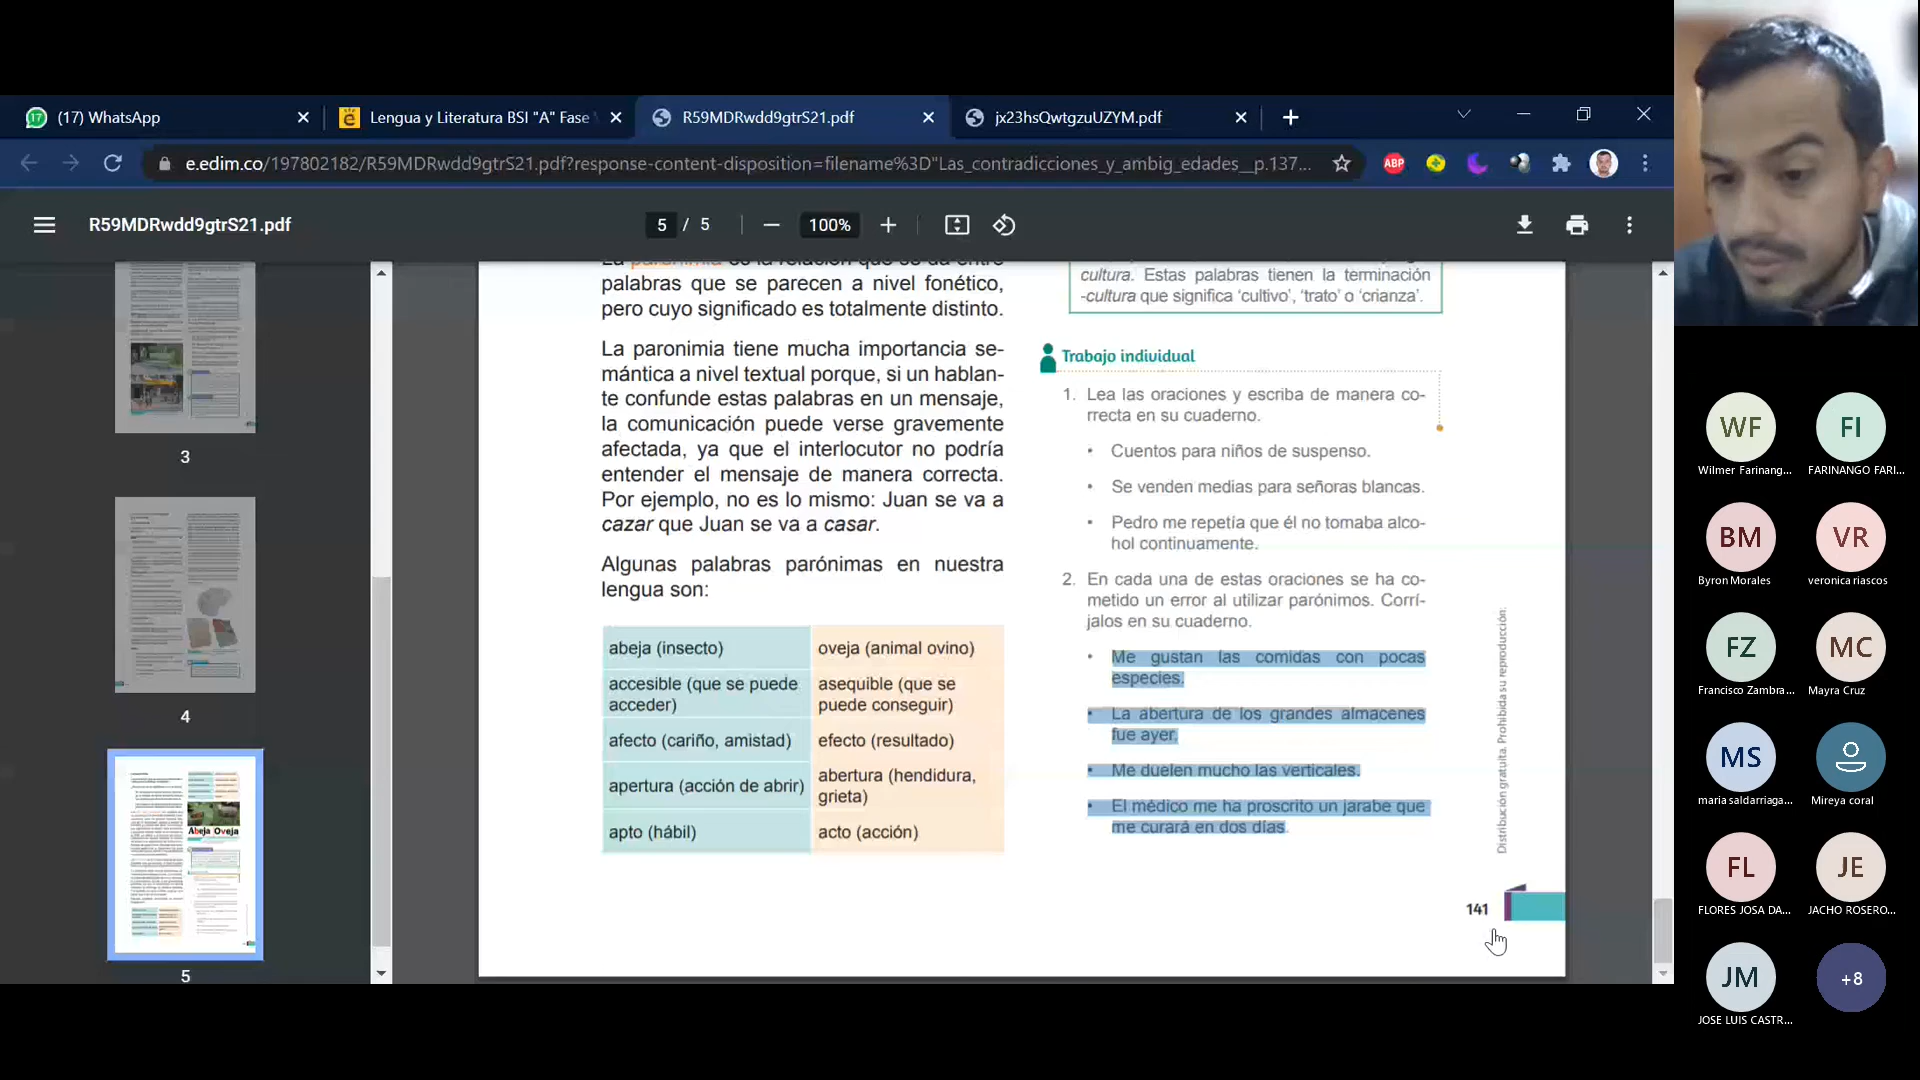 (17) WhatsApp
Lengua y Literatura BSI "A" Fase
R59MDRwdd9gtrS21.pdf
jx23hsQwtgzuUZYM.pdf
e.edim.co/197802182/R59MDRwdd9gtrS21.pdf?response-content-disposition=filename%3D"Las_contradicciones_y_ambig_edades__p.137...
ABP
R59MDRwdd9gtrS21.pdf
5 / 5
100%
3
4
Abeja Oveja
5
La paronimia es la relación que se da entre
palabras que se parecen a nivel fonético,
pero cuyo significado es totalmente distinto.
La paronimia tiene mucha importancia se-
mántica a nivel textual porque, si un hablan-
te confunde estas palabras en un mensaje,
la comunicación puede verse gravemente
afectada, ya que el interlocutor no podría
entender el mensaje de manera correcta.
Por ejemplo, no es lo mismo: Juan se va a
cazar que Juan se va a casar.
Algunas palabras parónimas en nuestra
lengua son:
abeja (insecto)
oveja (animal ovino)
accesible (que se puede
acceder)
asequible (que se
puede conseguir)
afecto (cariño, amistad)
efecto (resultado)
apertura (acción de abrir)
abertura (hendidura,
grieta)
apto (hábil)
acto (acción)
cultura. Estas palabras tienen la terminación
-cultura que significa 'cultivo', 'trato' o 'crianza'.
Trabajo individual
1. Lea las oraciones y escriba de manera co-
rrecta en su cuaderno.
• Cuentos para niños de suspenso.
• Se venden medias para señoras blancas.
• Pedro me repetía que él no tomaba alco-
hol continuamente.
2. En cada una de estas oraciones se ha co-
metido un error al utilizar parónimos. Corrí-
jalos en su cuaderno.
• Me gustan las comidas con pocas
especies.
• La abertura de los grandes almacenes
fue ayer.
• Me duelen mucho las verticales.
• El médico me ha proscrito un jarabe que
me curará en dos días.
Distribución gratuita. Prohibida su reproducción.
141
WF
Wilmer Farinang...
FI
FARINANGO FARI...
BM
Byron Morales
VR
veronica riascos
FZ
Francisco Zambra...
MC
Mayra Cruz
MS
maria saldarriaga...
Mireya coral
FL
FLORES JOSA DA...
JE
JACHO ROSERO...
JM
JOSE LUIS CASTR...
+8